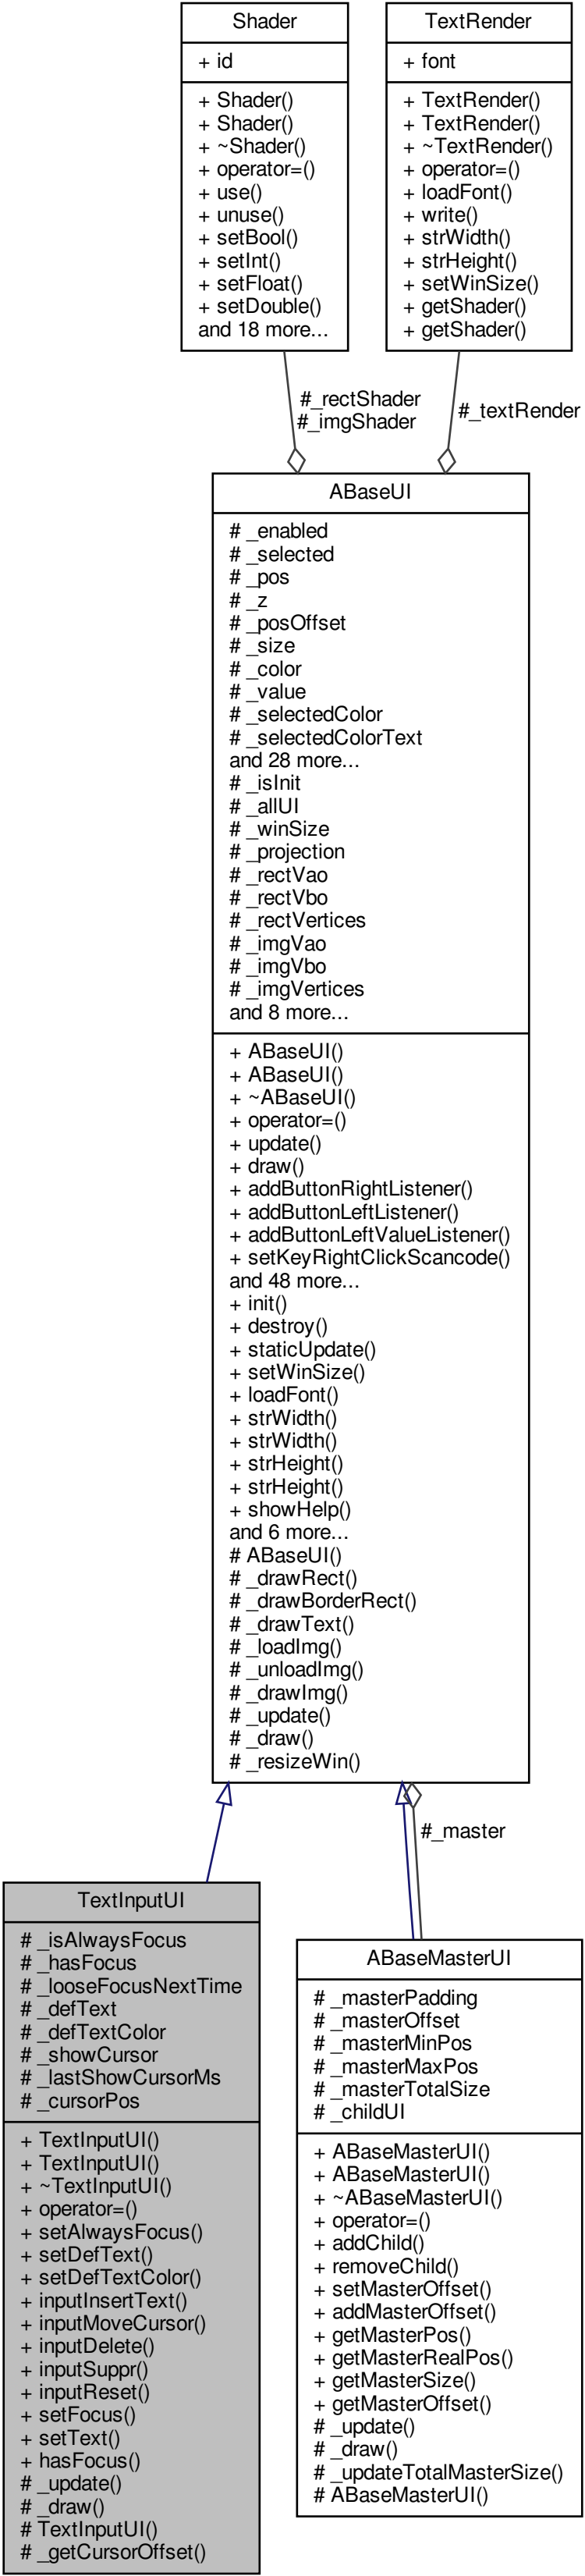 Shader
+ id
+ Shader()
+ Shader()
+ ~Shader()
+ operator=()
+ use()
+ unuse()
+ setBool()
+ setInt()
+ setFloat()
+ setDouble()
and 18 more...
TextRender
+ font
+ TextRender()
+ TextRender()
+ ~TextRender()
+ operator=()
+ loadFont()
+ write()
+ strWidth()
+ strHeight()
+ setWinSize()
+ getShader()
+ getShader()
#_rectShader
#_imgShader
#_textRender
ABaseUI
# _enabled
# _selected
# _pos
# _z
# _posOffset
# _size
# _color
# _value
# _selectedColor
# _selectedColorText
and 28 more...
# _isInit
# _allUI
# _winSize
# _projection
# _rectVao
# _rectVbo
# _rectVertices
# _imgVao
# _imgVbo
# _imgVertices
and 8 more...
+ ABaseUI()
+ ABaseUI()
+ ~ABaseUI()
+ operator=()
+ update()
+ draw()
+ addButtonRightListener()
+ addButtonLeftListener()
+ addButtonLeftValueListener()
+ setKeyRightClickScancode()
and 48 more...
+ init()
+ destroy()
+ staticUpdate()
+ setWinSize()
+ loadFont()
+ strWidth()
+ strWidth()
+ strHeight()
+ strHeight()
+ showHelp()
and 6 more...
# ABaseUI()
# _drawRect()
# _drawBorderRect()
# _drawText()
# _loadImg()
# _unloadImg()
# _drawImg()
# _update()
# _draw()
# _resizeWin()
#_master
TextInputUI
# _isAlwaysFocus
# _hasFocus
# _looseFocusNextTime
# _defText
# _defTextColor
# _showCursor
# _lastShowCursorMs
# _cursorPos
+ TextInputUI()
+ TextInputUI()
+ ~TextInputUI()
+ operator=()
+ setAlwaysFocus()
+ setDefText()
+ setDefTextColor()
+ inputInsertText()
+ inputMoveCursor()
+ inputDelete()
+ inputSuppr()
+ inputReset()
+ setFocus()
+ setText()
+ hasFocus()
# _update()
# _draw()
# TextInputUI()
# _getCursorOffset()
ABaseMasterUI
# _masterPadding
# _masterOffset
# _masterMinPos
# _masterMaxPos
# _masterTotalSize
# _childUI
+ ABaseMasterUI()
+ ABaseMasterUI()
+ ~ABaseMasterUI()
+ operator=()
+ addChild()
+ removeChild()
+ setMasterOffset()
+ addMasterOffset()
+ getMasterPos()
+ getMasterRealPos()
+ getMasterSize()
+ getMasterOffset()
# _update()
# _draw()
# _updateTotalMasterSize()
# ABaseMasterUI()